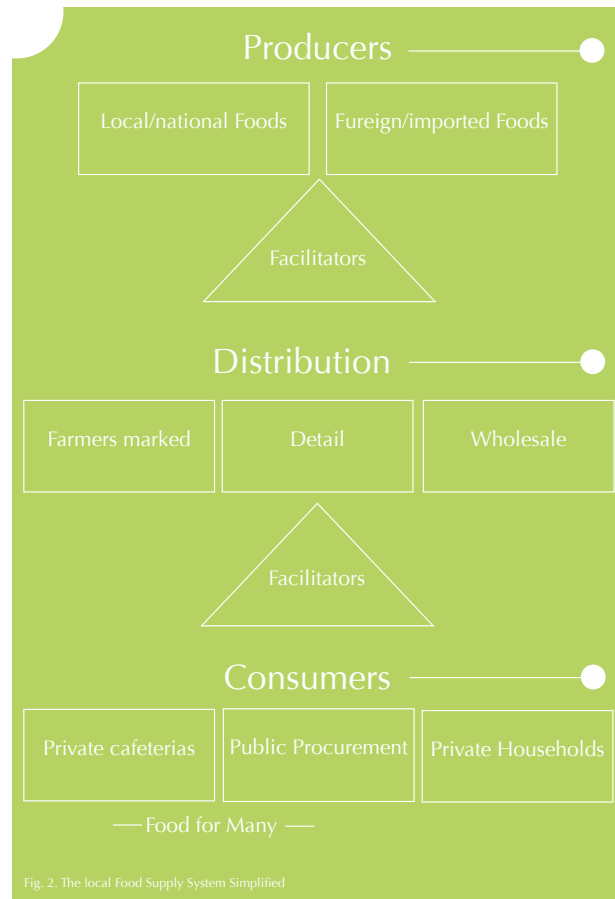 Producers
Local/national Foods
Fureign/imported Foods
Facilitators
Distribution
Farmers marked
Detail
Wholesale
Facilitators
Consumers
Private cafeterias
Public Procurement
Private Households
Food for Many
Fig. 2. The local Food Supply System Simplified